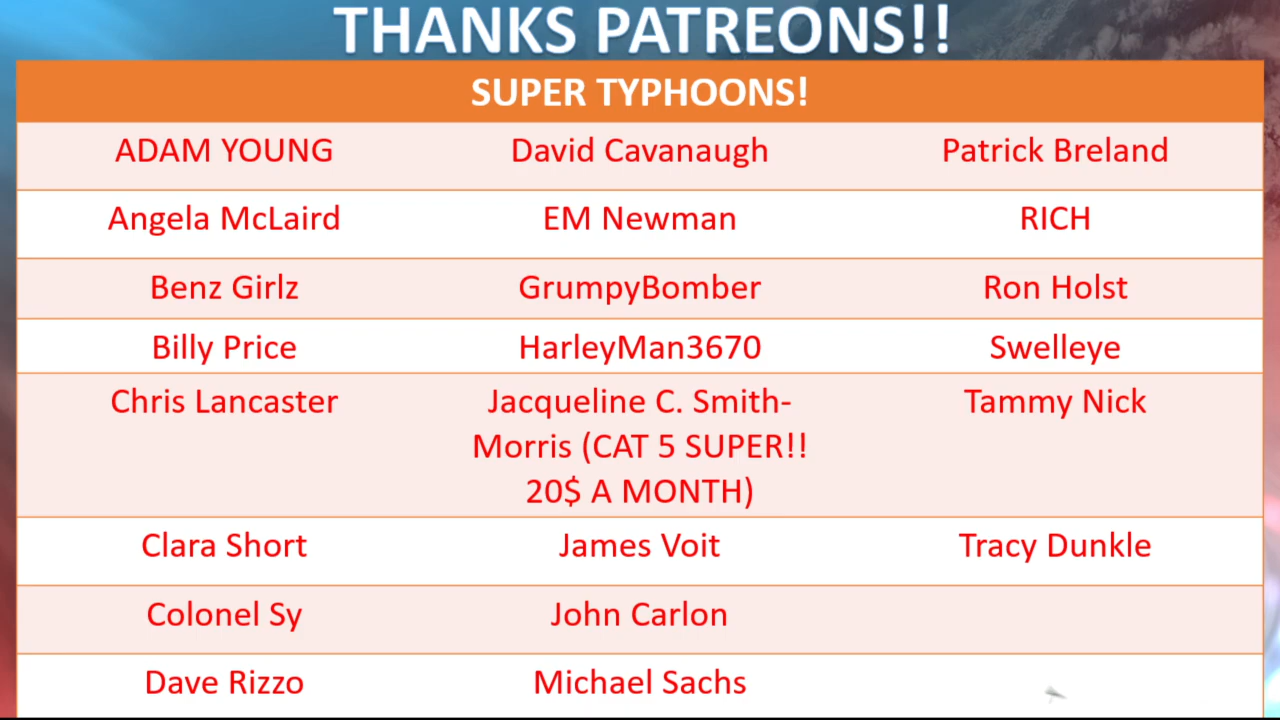 THANKS PATREONS!!
SUPER TYPHOONS!
ADAM YOUNG David Cavanaugh Patrick Breland
Angela McLaird EM Newman RICH
Benz Girlz GrumpyBomber Ron Holst
Billy Price HarleyMan3670 Swelleye
Chris Lancaster Jacqueline C. Smith- Tammy Nick
Morris (CAT 5 SUPER!!
20$ A MONTH)
Clara Short James Voit Tracy Dunkle
Colonel Sy John Carlon
Dave Rizzo Michael Sachs